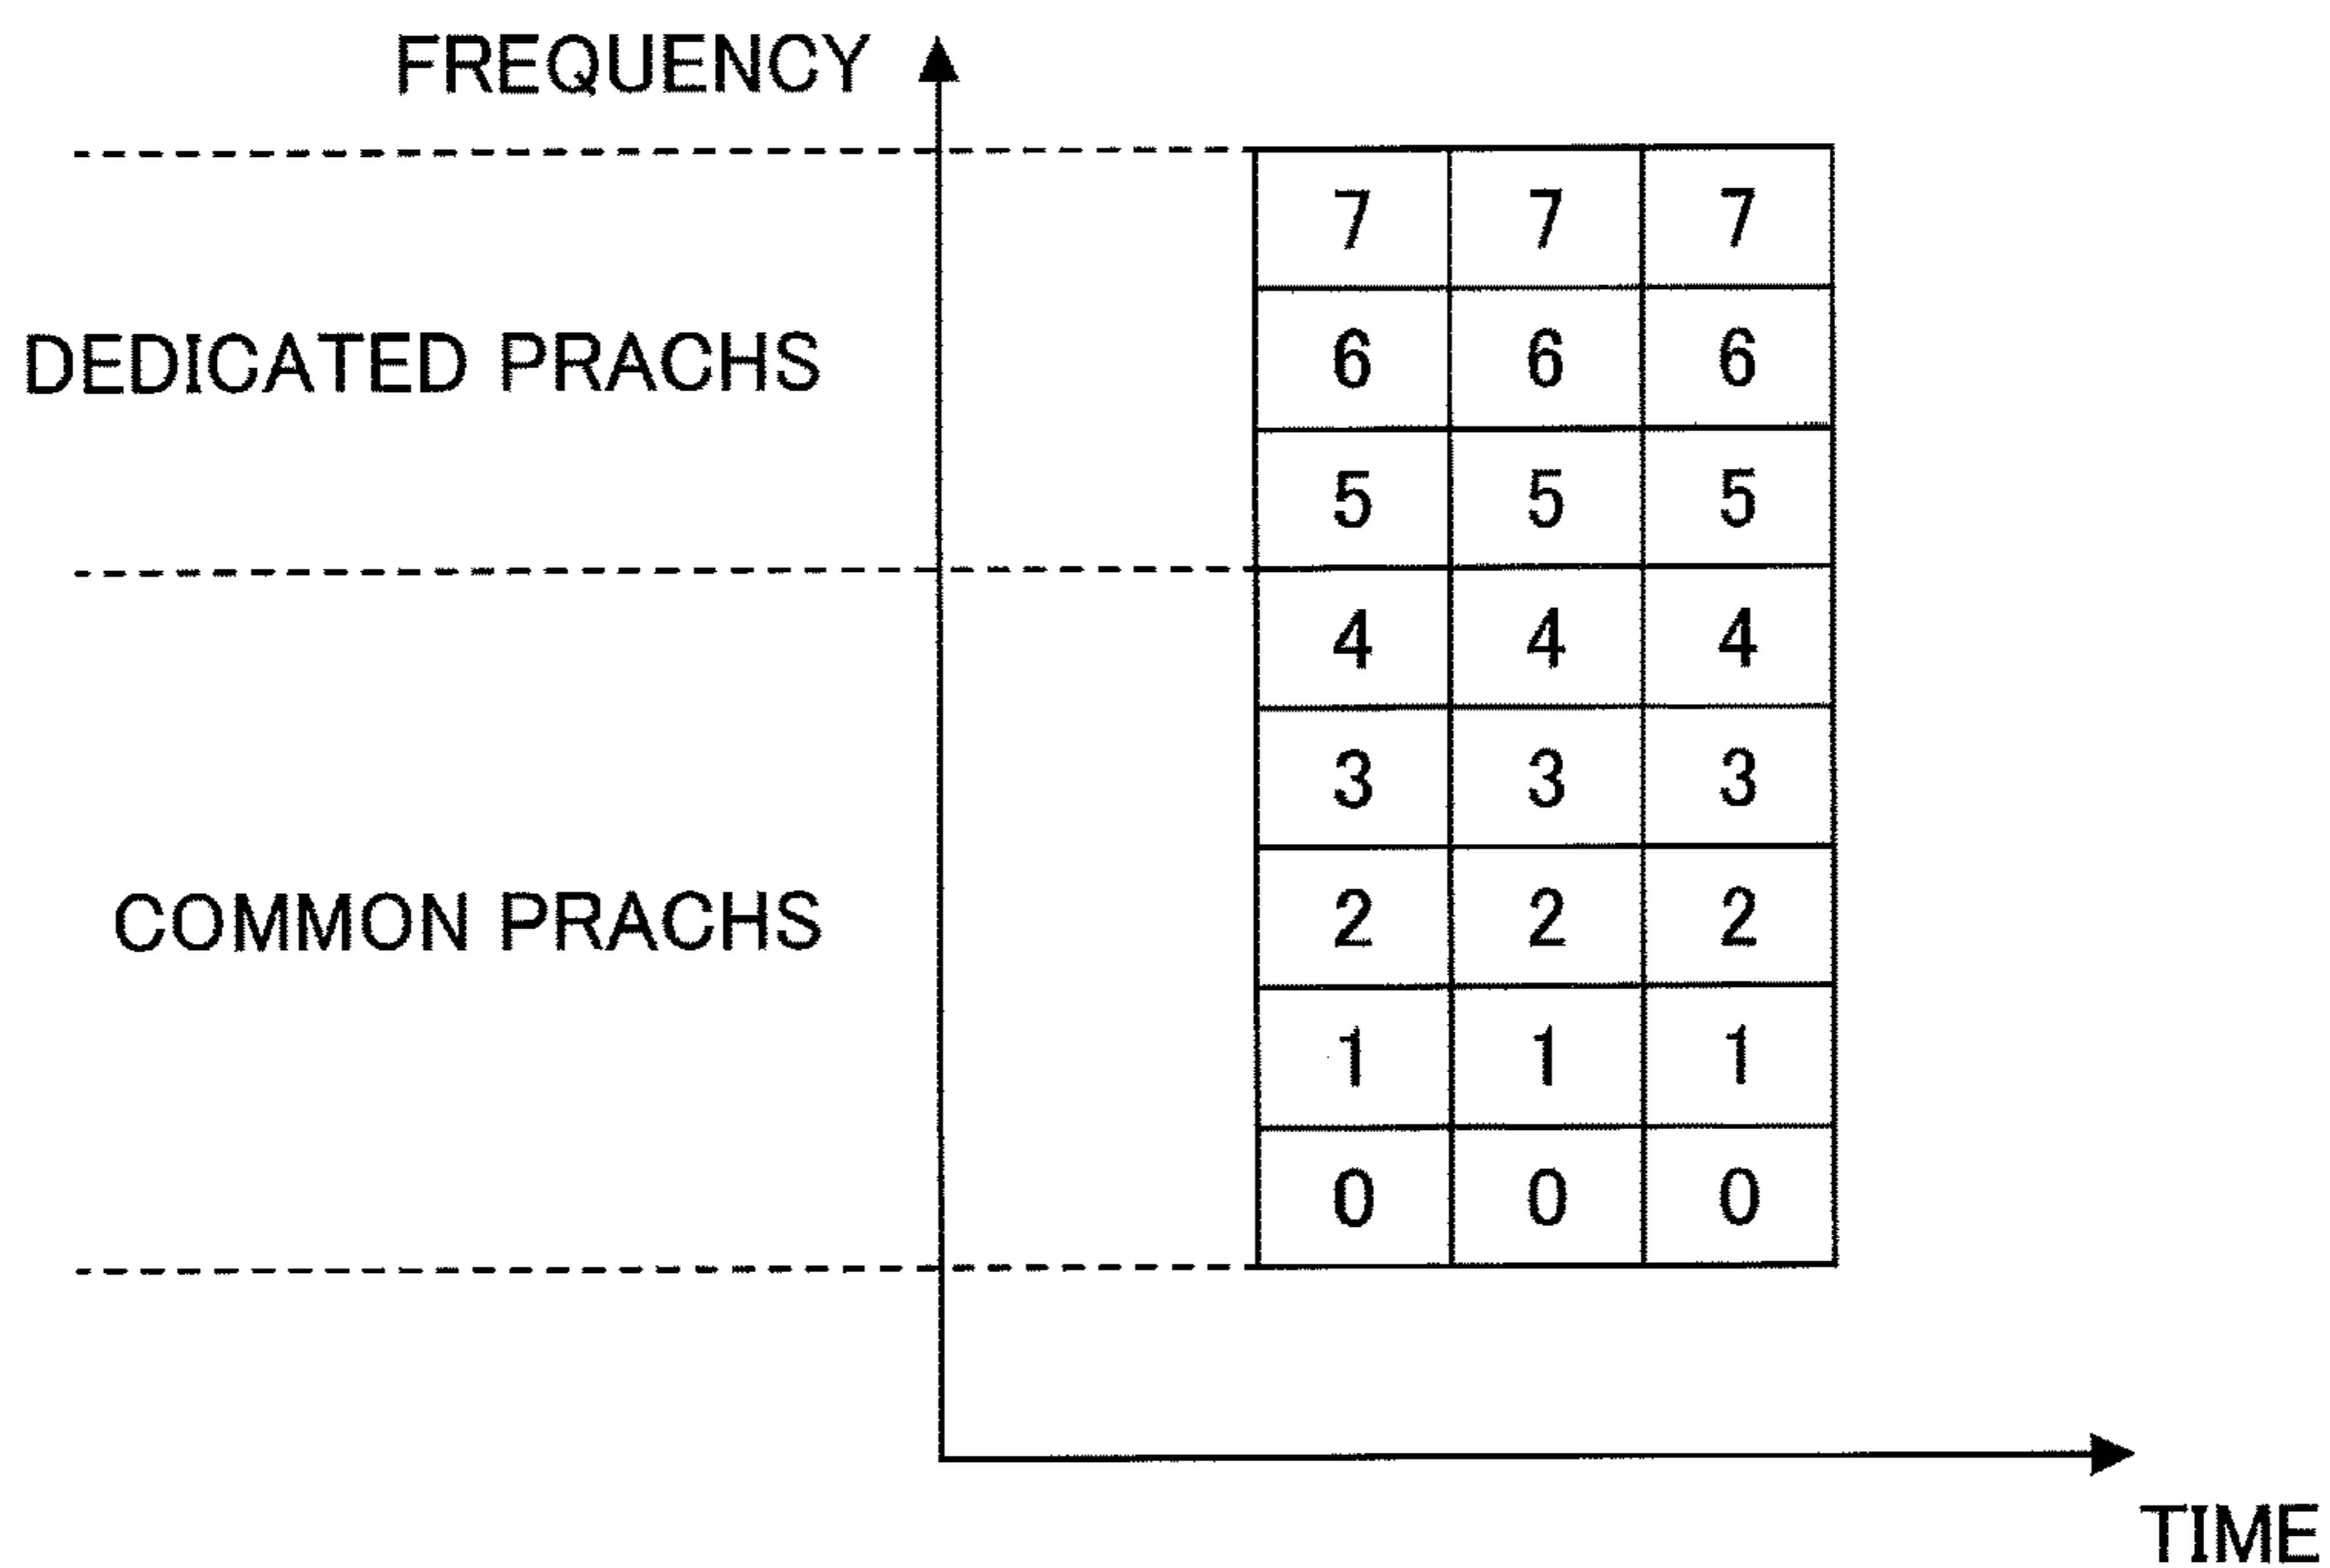 FREQUENCY
7 7 7
DEDICATED PRACHS
6 6 6
5 5 5
4 4 4
3 3 3
COMMON PRACHS
2 2 2
1 1 1
0 0 0
TIME